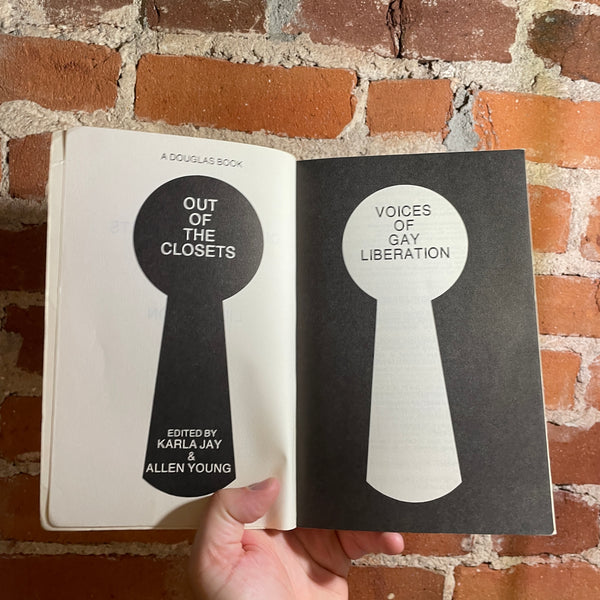 A DOUGLAS BOOK
OUT
OF
THE
CLOSETS
EDITED BY
KARLA JAY
&
ALLEN YOUNG
VOICES
OF
GAY
LIBERATION